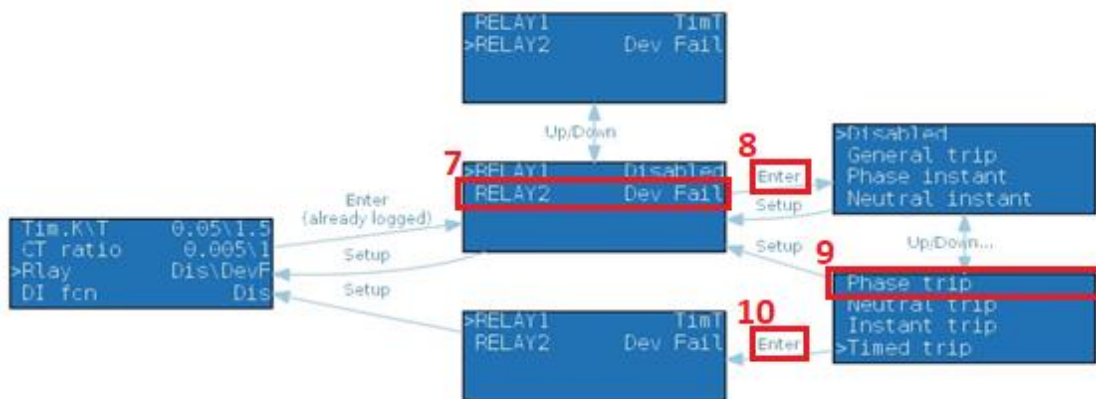 RELAY1 TimT
>RELAY2 Dev Fail
Up/Down
7
>RELAY1 Disabled
RELAY2 Dev Fail
8
Enter
Setup
>Disabled
General trip
Phase instant
Neutral instant
Enter
(already logged)
Setup
Setup
Tim.K\T 0.05\1.5
CT ratio 0.005\1
>Rlay Dis\DevF
DI fcn Dis
Setup
Up/Down...
9
Phase trip
Neutral trip
Instant trip
>Timed trip
10
Enter
>RELAY1 TimT
RELAY2 Dev Fail